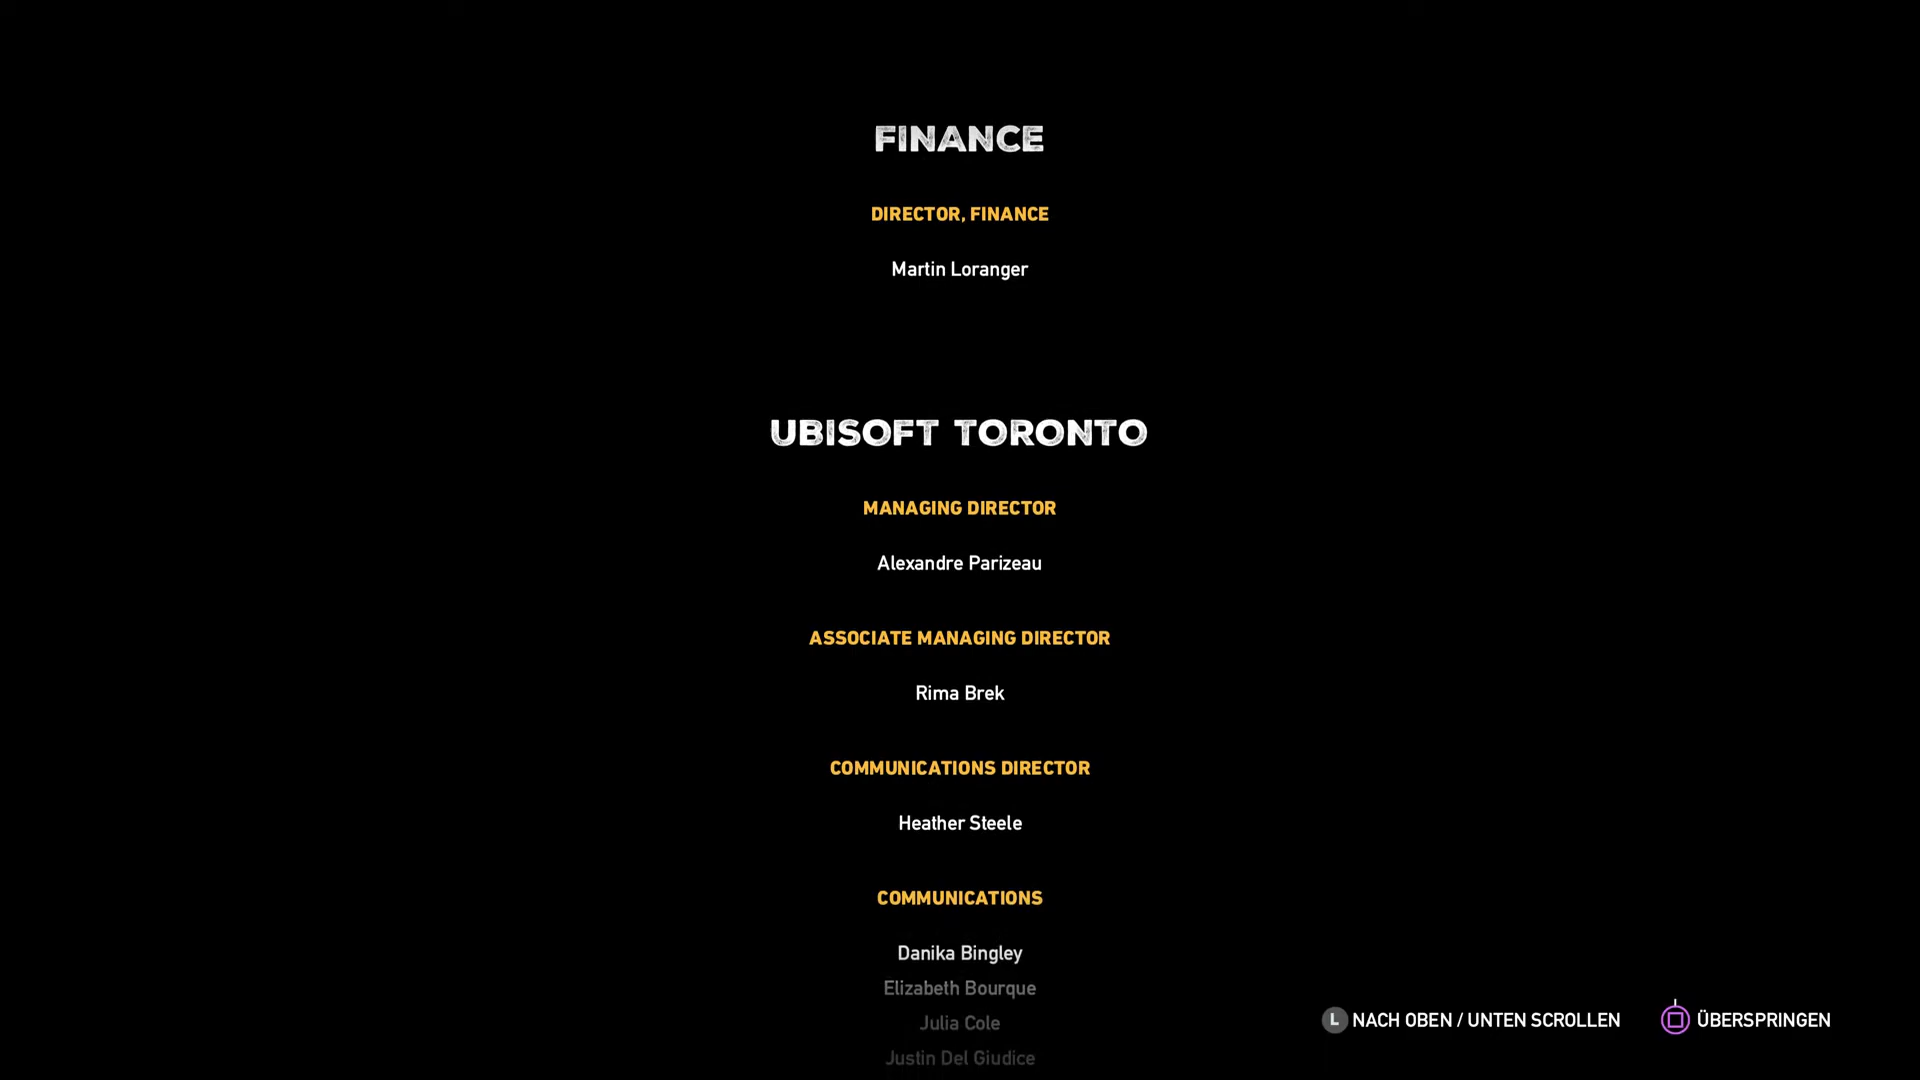 FINANCE
DIRECTOR, FINANCE
Martin Loranger
UBISOFT TORONTO
MANAGING DIRECTOR
Alexandre Parizeau
ASSOCIATE MANAGING DIRECTOR
Rima Brek
COMMUNICATIONS DIRECTOR
Heather Steele
COMMUNICATIONS
Danika Bingley
Elizabeth Bourque
Julia Cole
Justin Del Giudice
L NACH OBEN / UNTEN SCROLLEN
ÜBERSPRINGEN